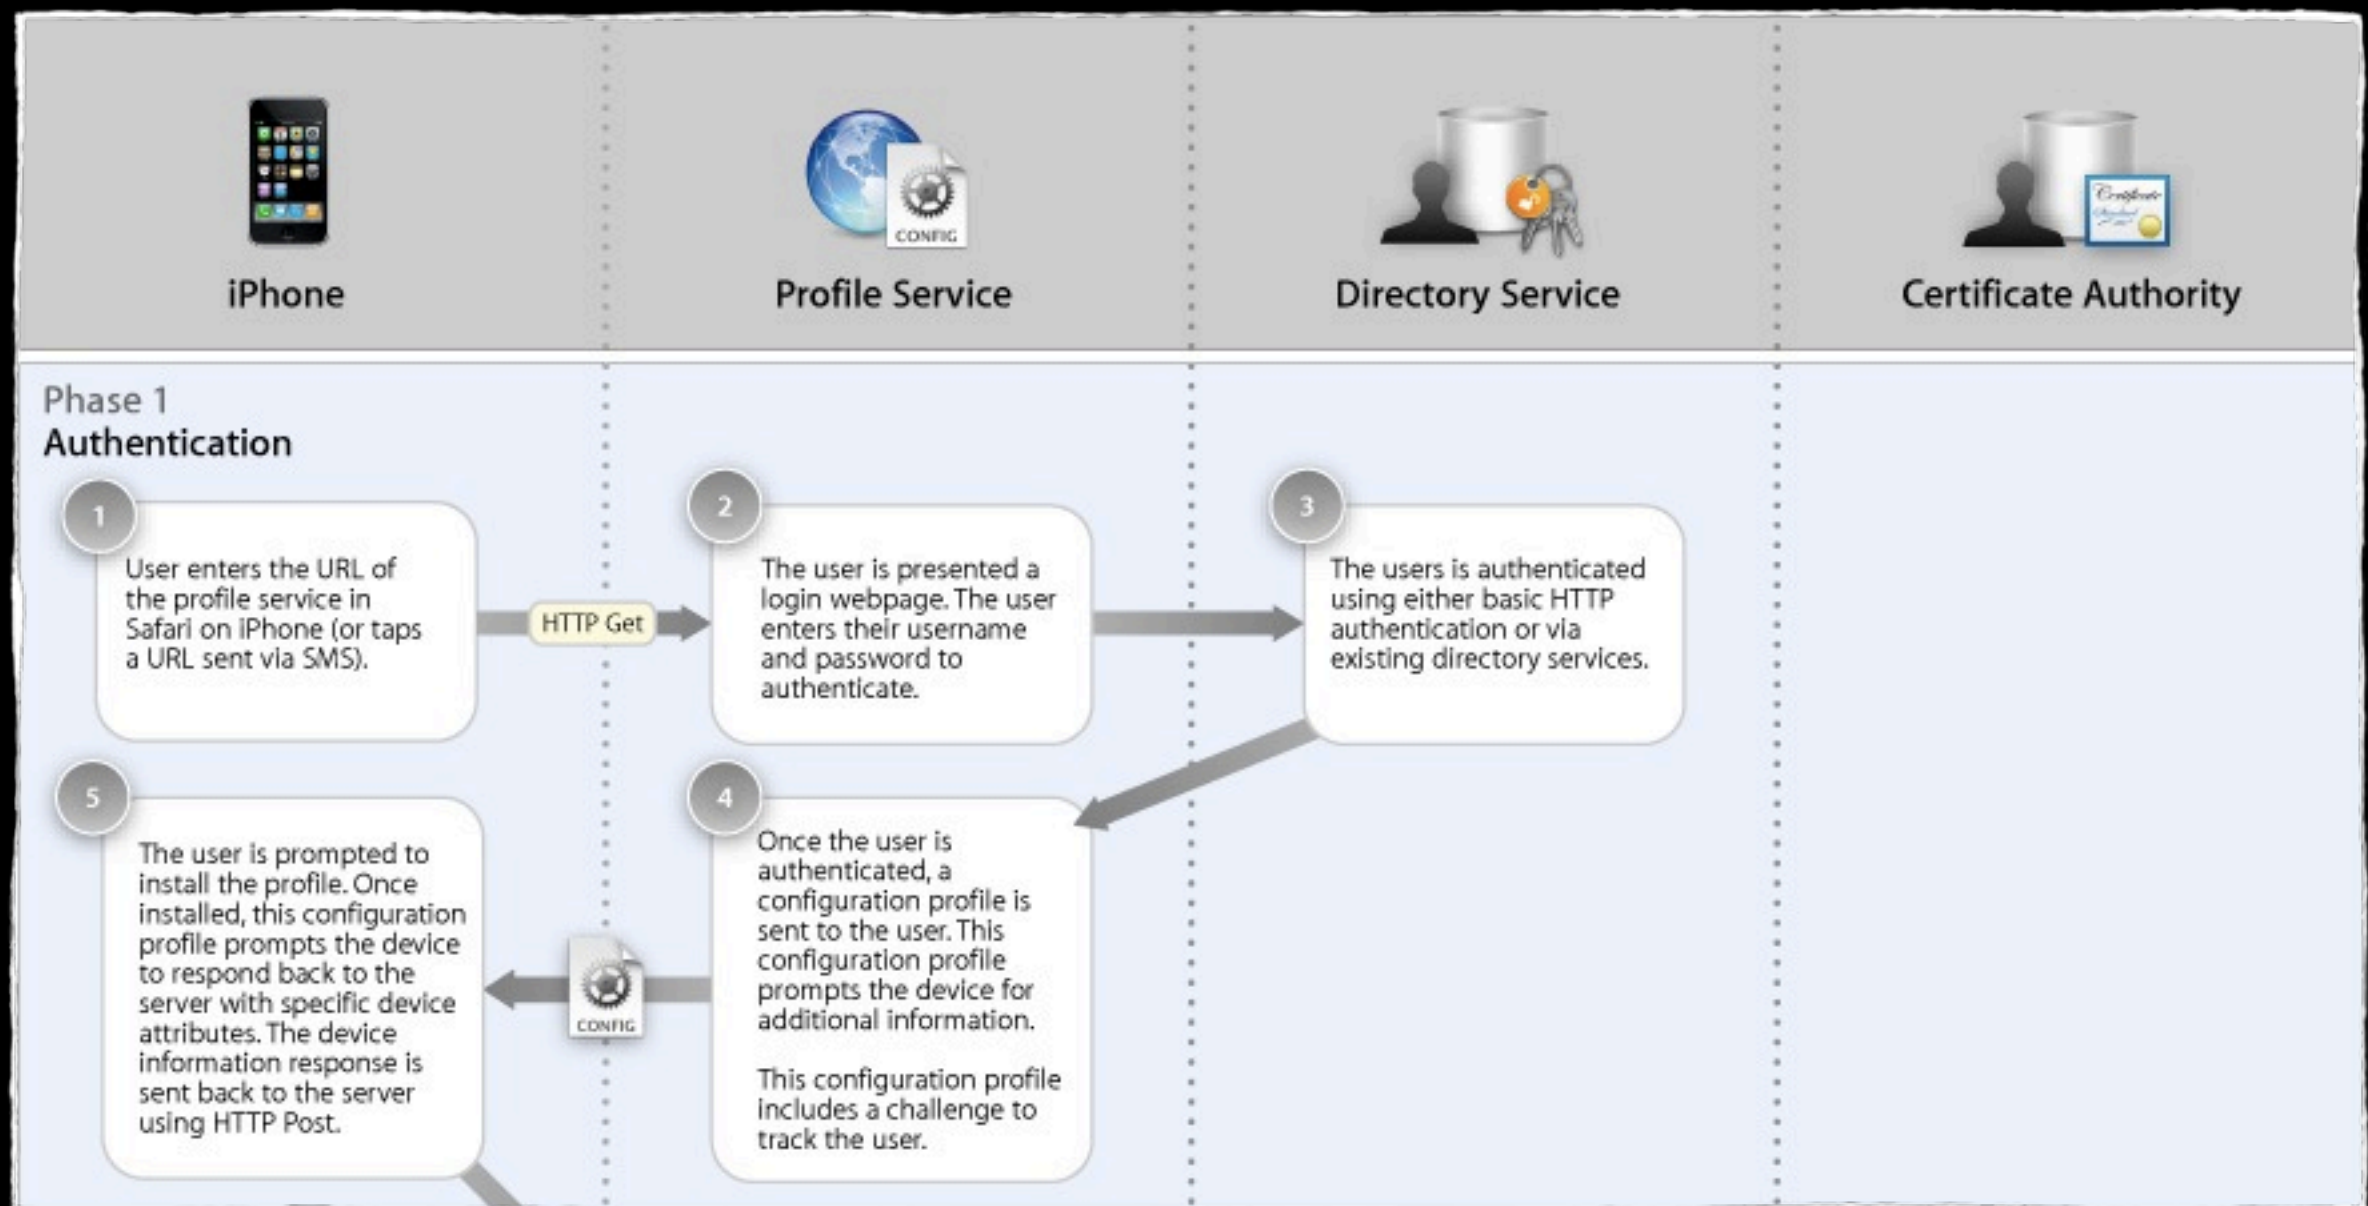 CONFIG
iPhone
Profile Service
Directory Service
Certificate
Certificate Authority
Phase 1
Authentication
1
User enters the URL of
the profile service in
Safari on iPhone (or taps
a URL sent via SMS).
HTTP Get
2
The user is presented a
login webpage. The user
enters their username
and password to
authenticate.
3
The users is authenticated
using either basic HTTP
authentication or via
existing directory services.
4
Once the user is
authenticated, a
configuration profile is
sent to the user. This
configuration profile
prompts the device for
additional information.
This configuration profile
includes a challenge to
track the user.
CONFIG
5
The user is prompted to
install the profile. Once
installed, this configuration
profile prompts the device
to respond back to the
server with specific device
attributes. The device
information response is
sent back to the server
using HTTP Post.